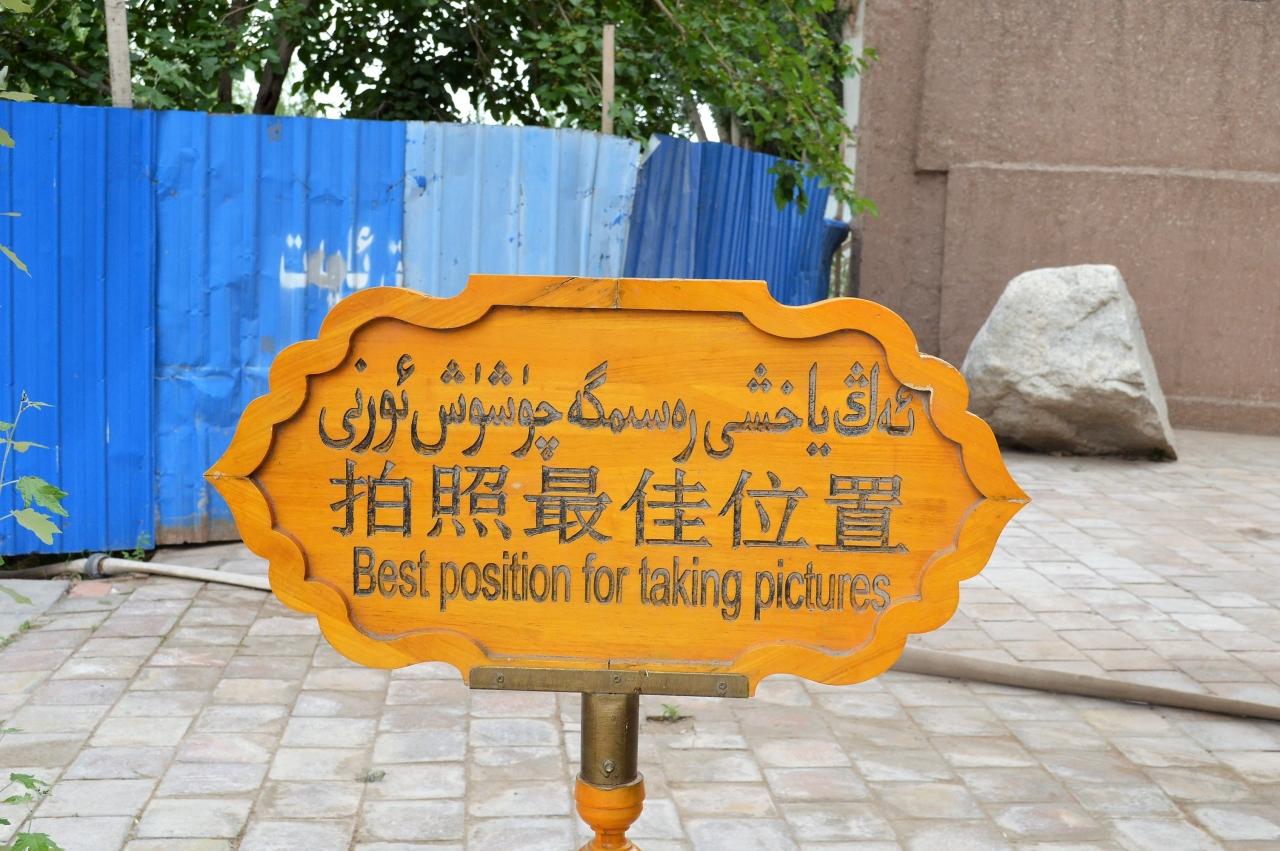 ئەڭ ياخشى رەسىمگە چۈشۈش ئورنى
拍照最佳位置
Best position for taking pictures